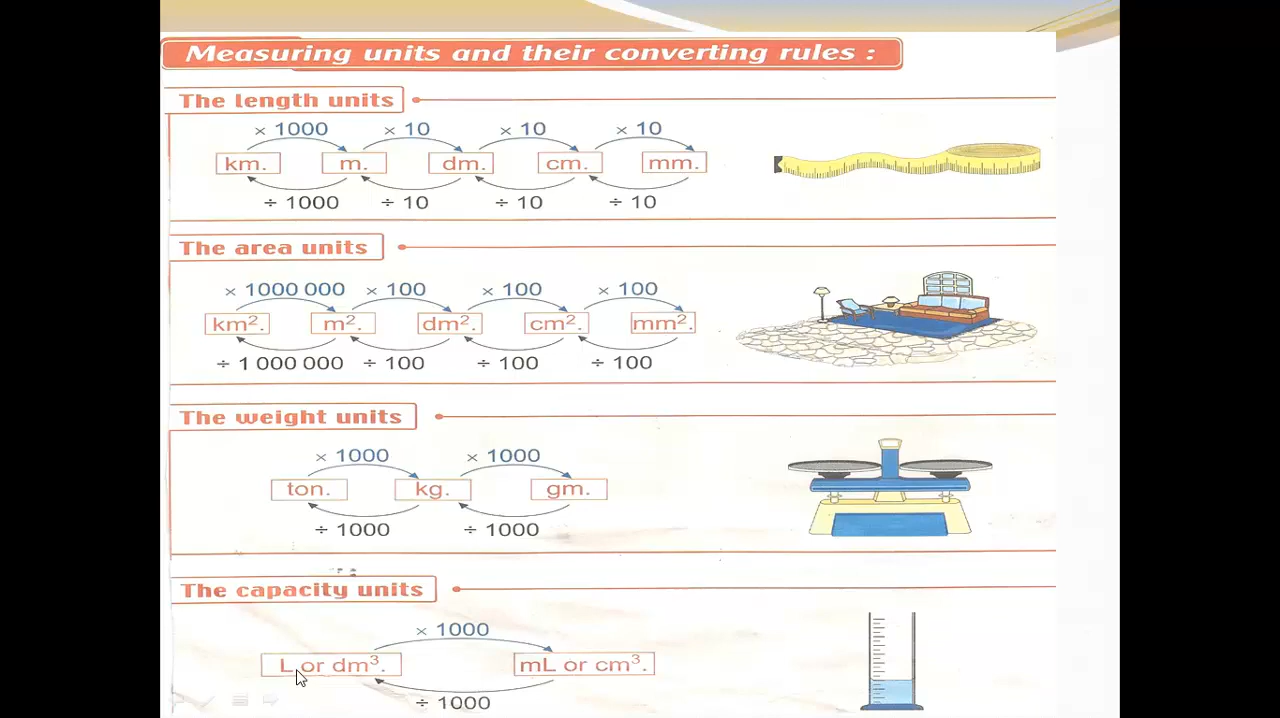 Measuring units and their converting rules :
The length units
× 1000 × 10 × 10 × 10
km. m. dm. cm. mm.
÷ 1000 ÷ 10 ÷ 10 ÷ 10
The area units
× 1000 000 × 100 × 100 × 100
km². m². dm². cm². mm².
÷ 1 000 000 ÷ 100 ÷ 100 ÷ 100
The weight units
× 1000 × 1000
ton. kg. gm.
÷ 1000 ÷ 1000
The capacity units
× 1000
L or dm³. mL or cm³.
÷ 1000